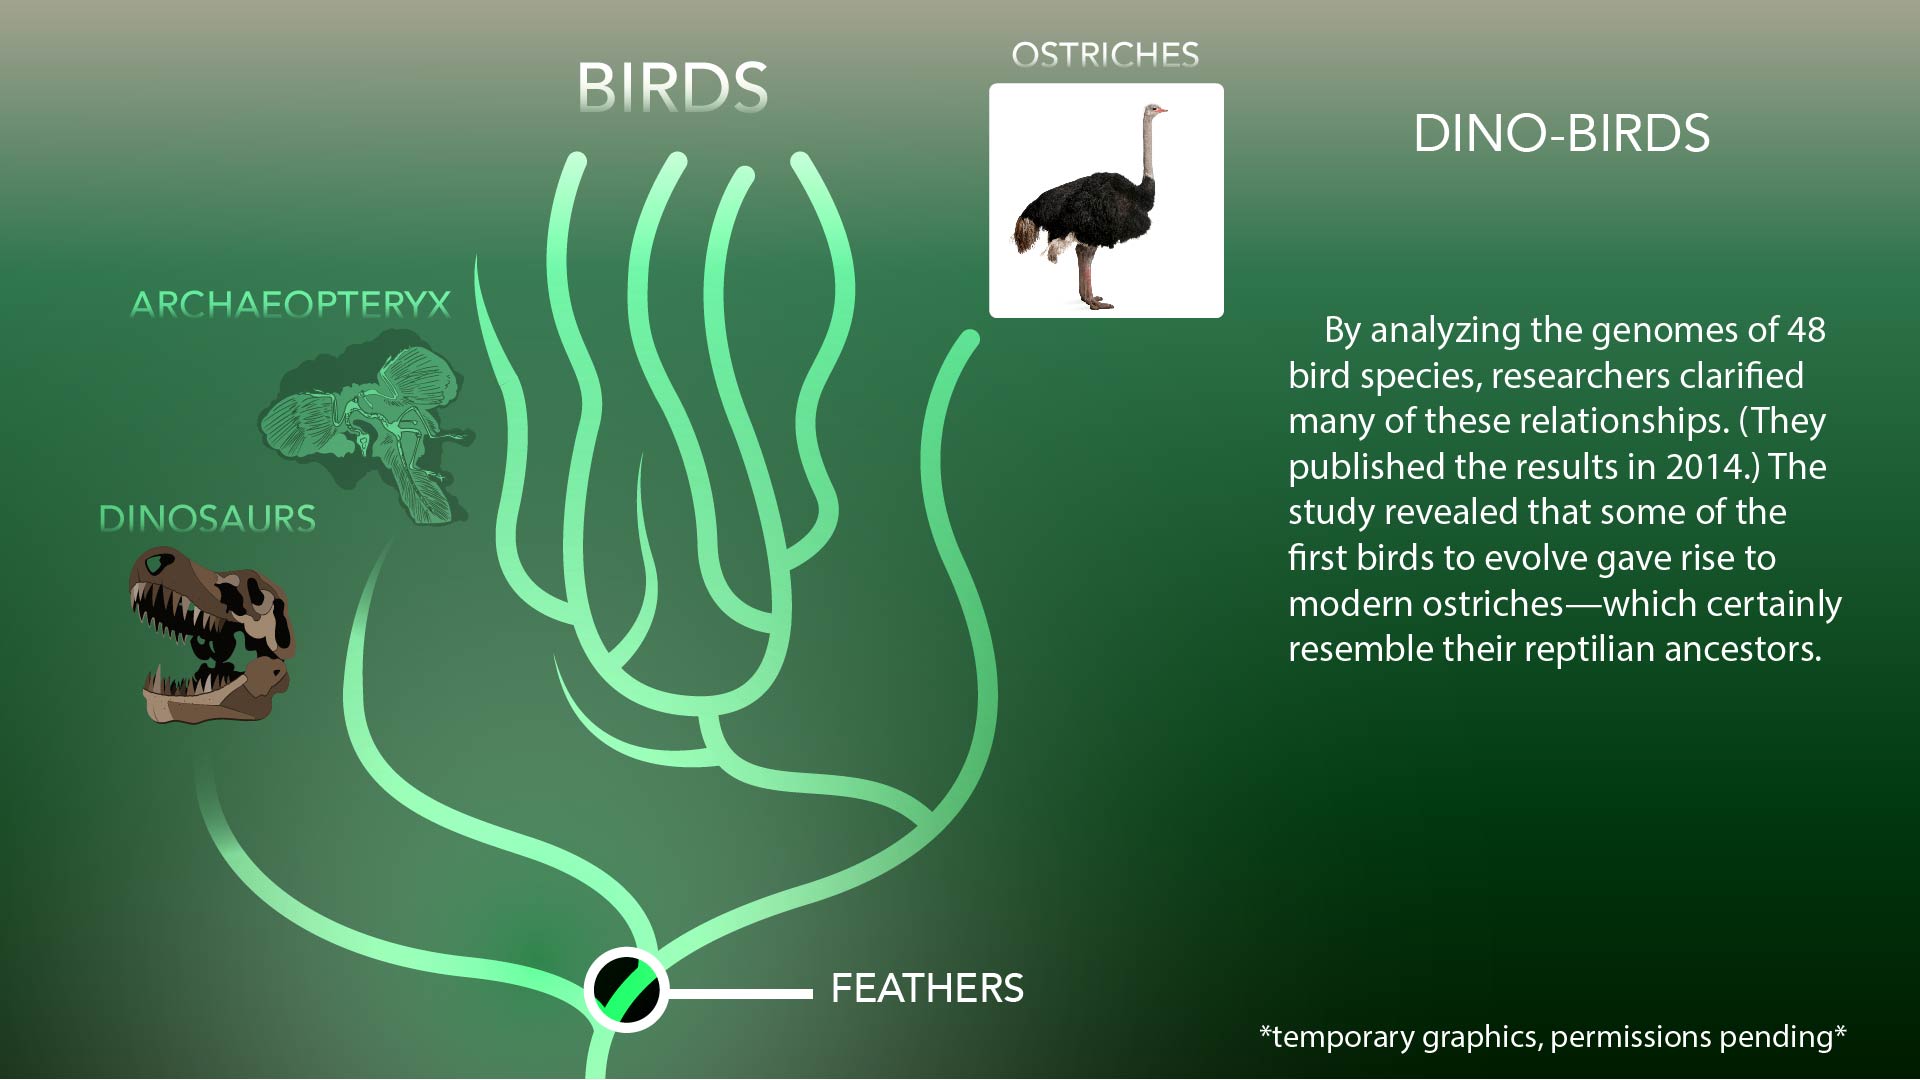 BIRDS
OSTRICHES
DINO-BIRDS
ARCHAEOPTERYX
DINOSAURS
By analyzing the genomes of 48
bird species, researchers clarified
many of these relationships. (They
published the results in 2014.) The
study revealed that some of the
first birds to evolve gave rise to
modern ostriches—which certainly
resemble their reptilian ancestors.
FEATHERS
*temporary graphics, permissions pending*